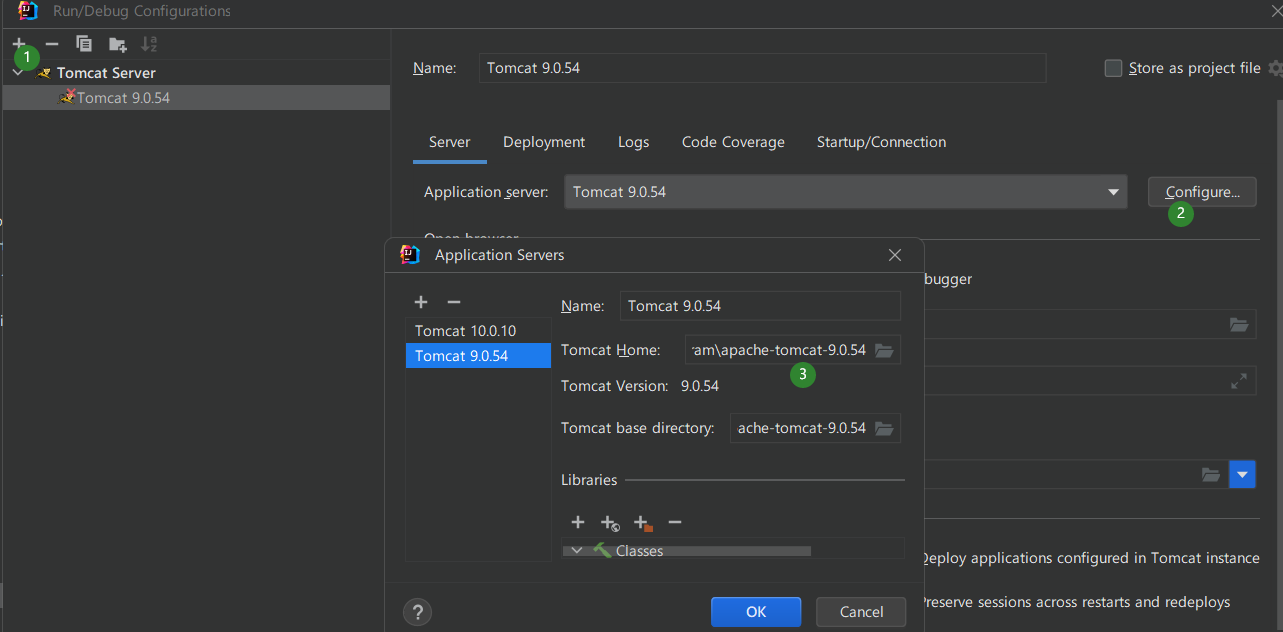 Run/Debug Configurations
1
Tomcat Server
Tomcat 9.0.54
Name: Tomcat 9.0.54 Store as project file
Server Deployment Logs Code Coverage Startup/Connection
Application server: Tomcat 9.0.54 Configure...
2
Open browser
Application Servers
bugger
Name: Tomcat 9.0.54
Tomcat 10.0.10
Tomcat 9.0.54
Tomcat Home: ram\apache-tomcat-9.0.54
3
Tomcat Version: 9.0.54
Tomcat base directory: ache-tomcat-9.0.54
Libraries
Classes
Deploy applications configured in Tomcat instance
Preserve sessions across restarts and redeploys
? OK Cancel